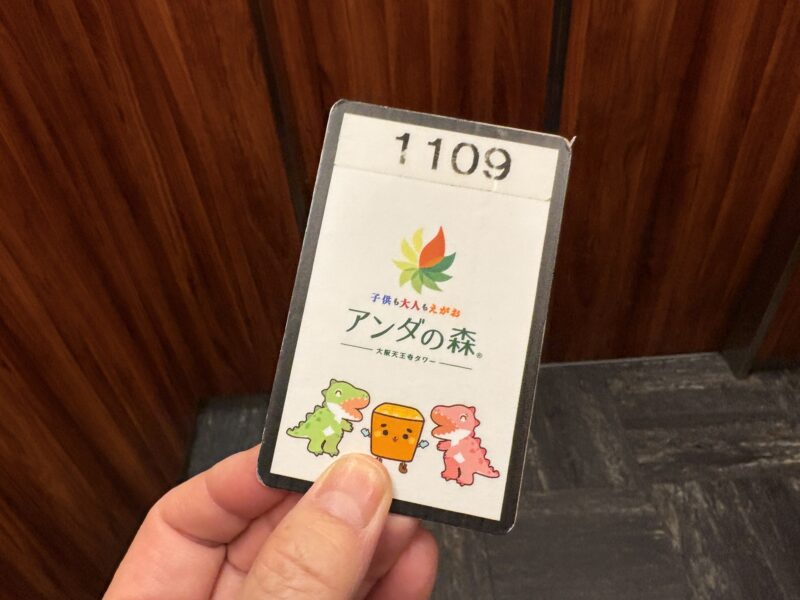 1109
子供も大人もえがお
アンダの森®
大阪天王寺タワー